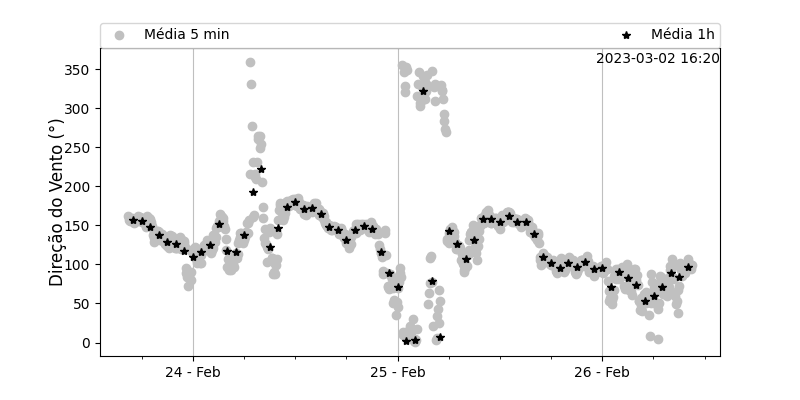 Média 5 min
Média 1h
2023-03-02 16:20
Direção do Vento (°)
350
300
250
200
150
100
50
0
24 - Feb
25 - Feb
26 - Feb